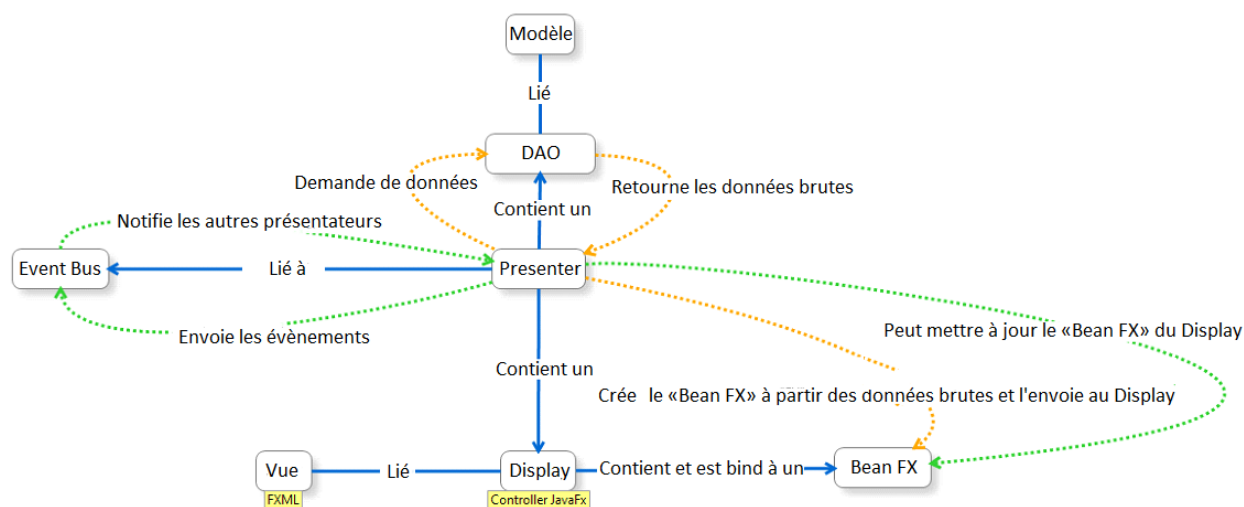 Modèle
Lié
DAO
Demande de données
Retourne les données brutes
Contient un
Notifie les autres présentateurs
Event Bus
Lié à
Presenter
Envoie les évènements
Peut mettre à jour le «Bean FX» du Display
Contient un
Crée le «Bean FX» à partir des données brutes et l'envoie au Display
Vue
Lié
Display
Contient et est bind à un
Bean FX
FXML
Controller JavaFx